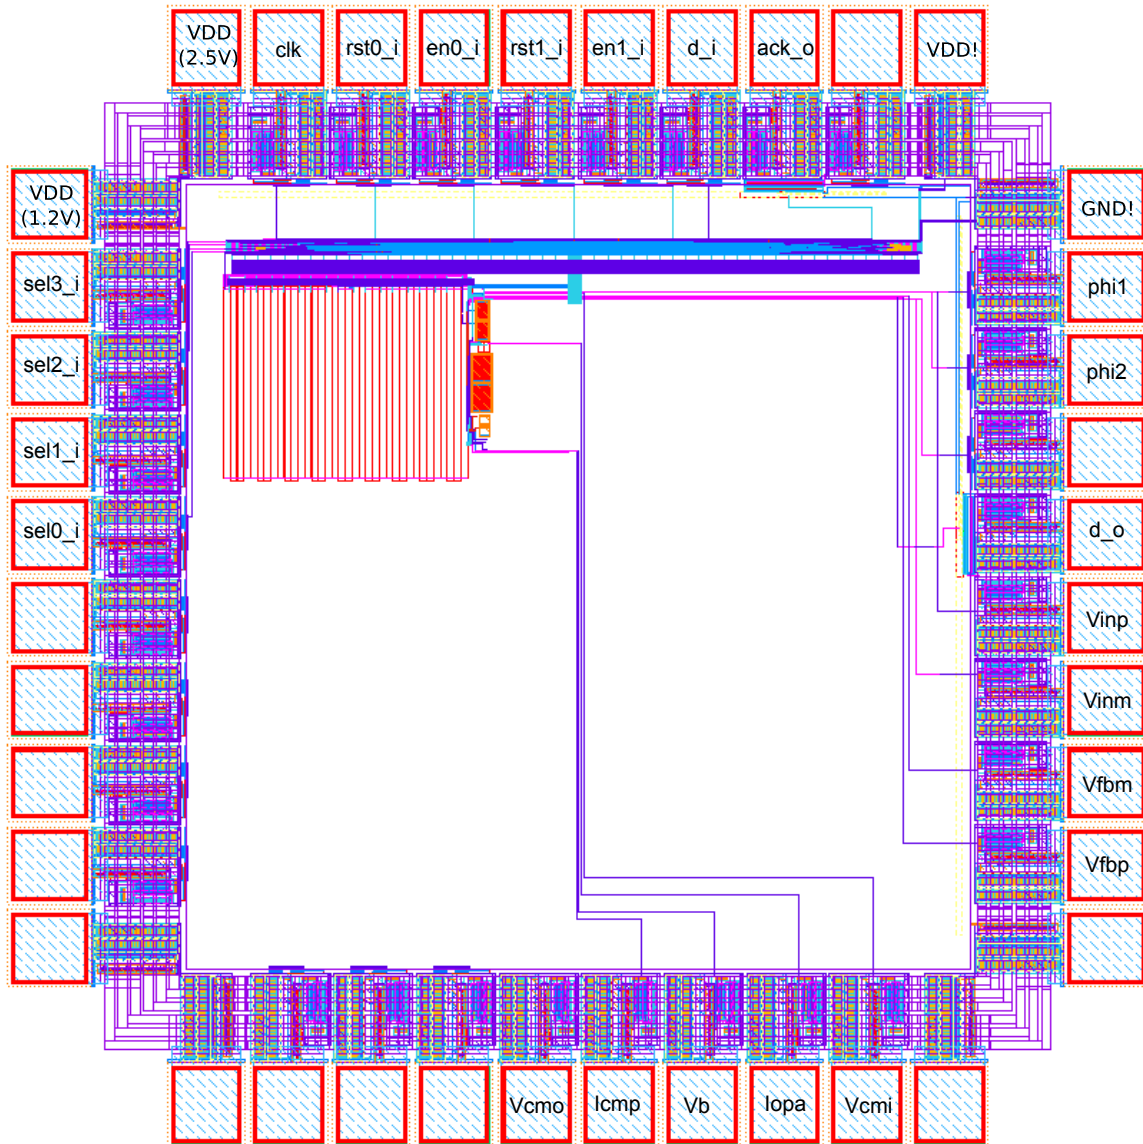 VDD
(2.5V)
clk
rst0_i
en0_i
rst1_i
en1_i
d_i
ack_o
VDD!
VDD
(1.2V)
sel3_i
sel2_i
sel1_i
sel0_i
GND!
phi1
phi2
d_o
Vinp
Vinm
Vfbm
Vfbp
Vcmo
Icmp
Vb
Iopa
Vcmi